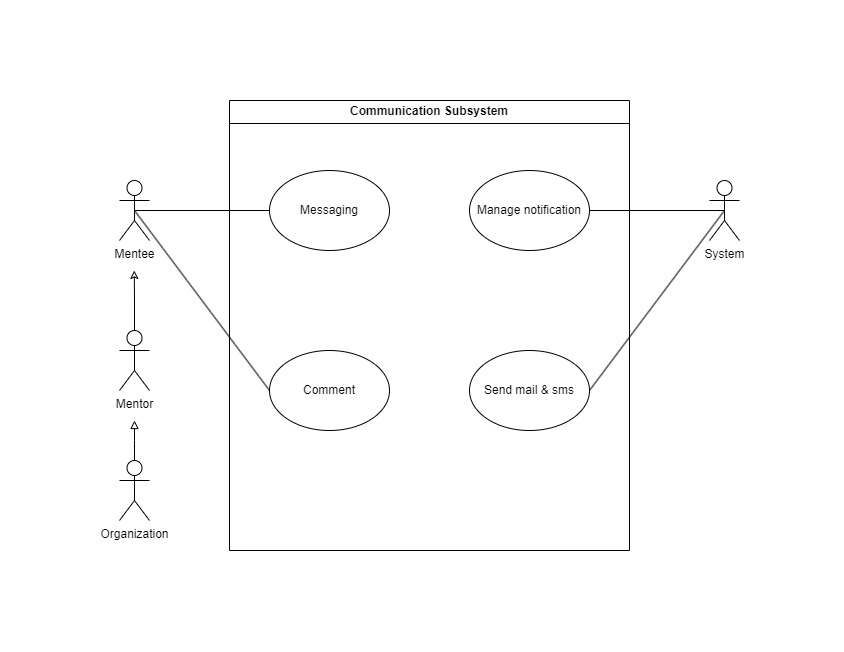 Communication Subsystem
Messaging
Manage notification
Mentee
System
Comment
Send mail & sms
Mentor
Organization